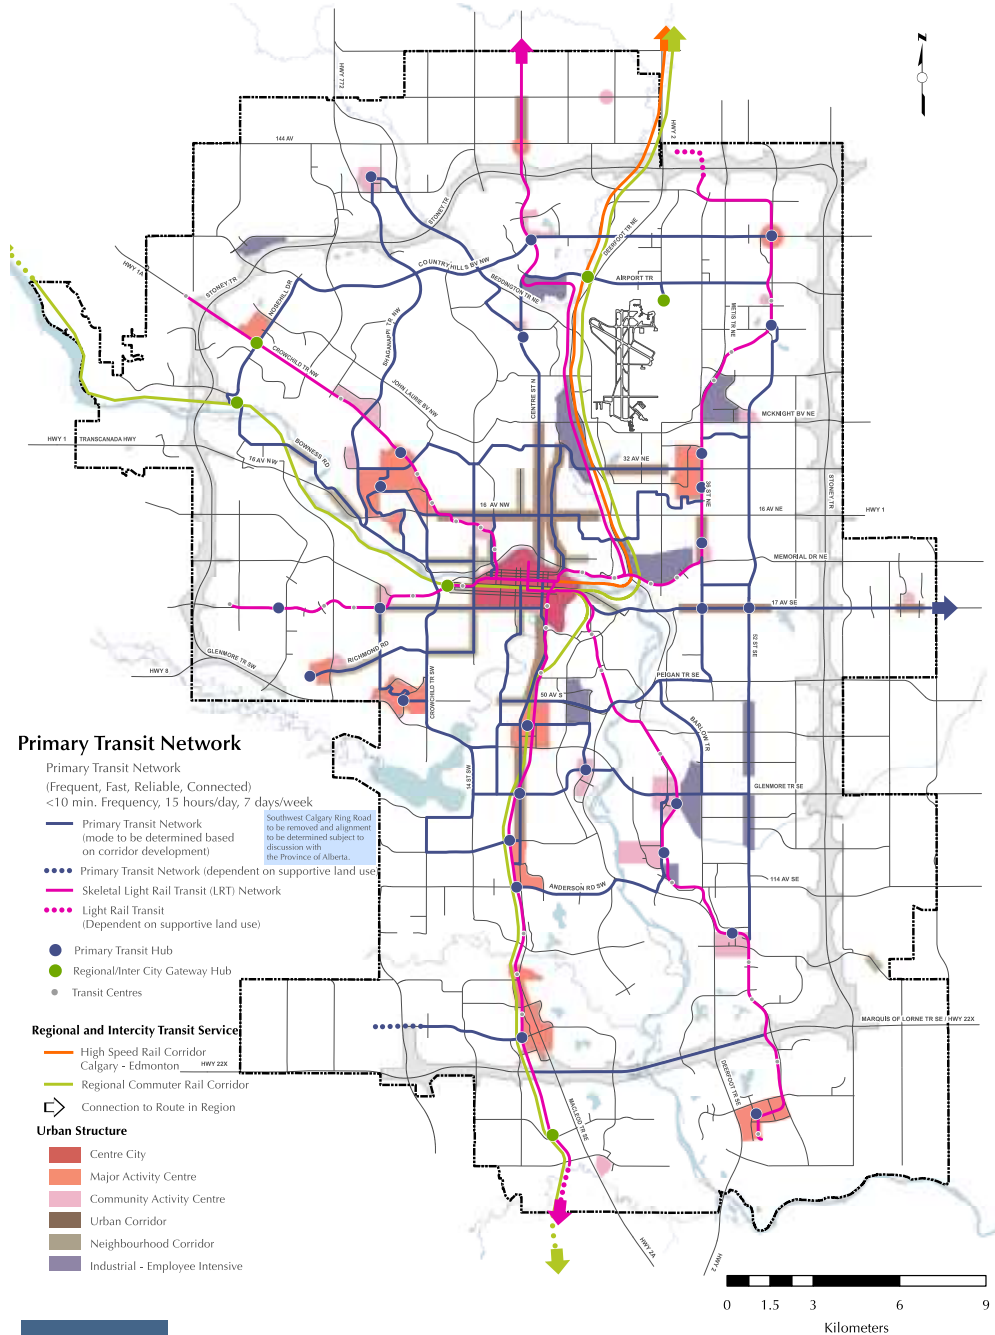 N
HWY 772
HWY 2
144 AV
STONEY TR
DEERFOOT TR NE
COUNTRY HILLS BV NW
HWY 1A
STONEY TR
NOSEHILL DR
BEDDINGTON TR NE
AIRPORT TR
METIS TR NE
SHAGANAPPI TR NW
CROWCHILD TR NW
JOHN LAURIE BV NW
CENTRE ST N
MCKNIGHT BV NE
HWY 1
TRANSCANADA HWY
BOWNESS RD
16 AV NW
32 AV NE
36 ST NE
STONEY TR
16 AV NW
16 AV NE
HWY 1
MEMORIAL DR NE
17 AV SE
52 ST SE
GLENMORE TR SW
RICHMOND RD
HWY 8
CROWCHILD TR SW
PEIGAN TR SE
50 AV S
BARLOW TR
14 ST SW
GLENMORE TR SE
114 AV SE
ANDERSON RD SW
MARQUIS OF LORNE TR SE / HWY 22X
HWY 22X
DEERFOOT TR SE
MACLEOD TR SE
HWY 2A
HWY 2
Primary Transit Network
Primary Transit Network
(Frequent, Fast, Reliable, Connected)
<10 min. Frequency, 15 hours/day, 7 days/week
Primary Transit Network
(mode to be determined based
on corridor development)
Southwest Calgary Ring Road
to be removed and alignment
to be determined subject to
discussion with
the Province of Alberta.
Primary Transit Network (dependent on supportive land use)
Skeletal Light Rail Transit (LRT) Network
Light Rail Transit
(Dependent on supportive land use)
Primary Transit Hub
Regional/Inter City Gateway Hub
Transit Centres
Regional and Intercity Transit Service
High Speed Rail Corridor
Calgary - Edmonton
Regional Commuter Rail Corridor
Connection to Route in Region
Urban Structure
Centre City
Major Activity Centre
Community Activity Centre
Urban Corridor
Neighbourhood Corridor
Industrial - Employee Intensive
0 1.5 3 6 9
Kilometers